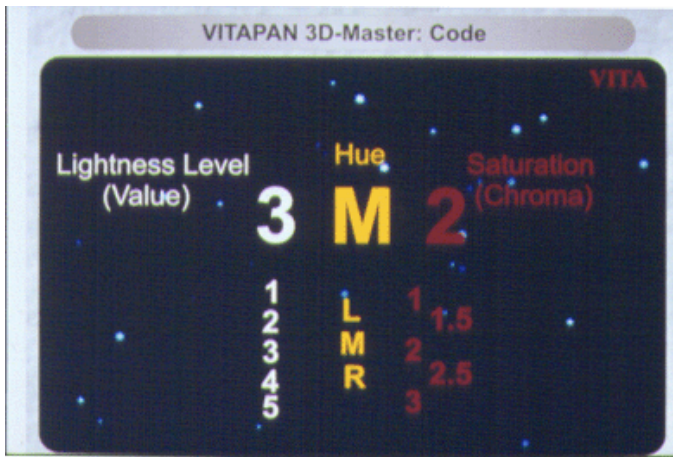 VITAPAN 3D-Master: Code
VITA
Hue
Lightness Level
(Value)
Saturation
(Chroma)
3 M 2
1
2
3
4
5
L
M
R
1
1.5
2
2.5
3